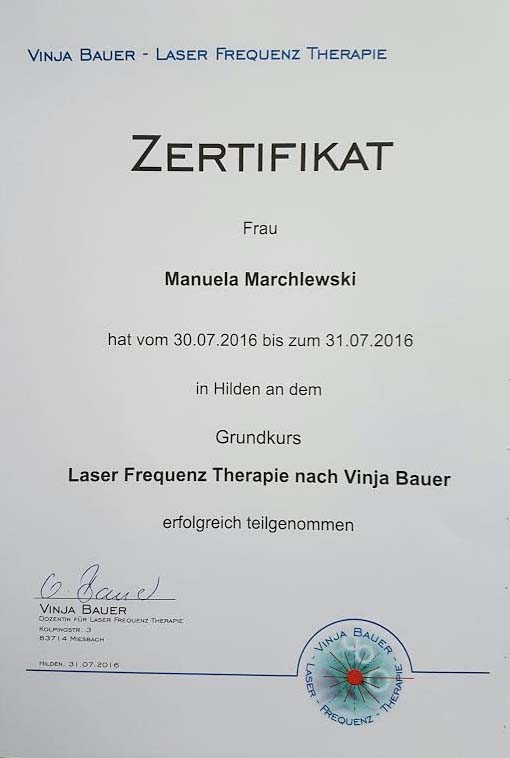 VINJA BAUER - LASER FREQUENZ THERAPIE
ZERTIFIKAT
Frau
Manuela Marchlewski
hat vom 30.07.2016 bis zum 31.07.2016
in Hilden an dem
Grundkurs
Laser Frequenz Therapie nach Vinja Bauer
erfolgreich teilgenommen
VINJA BAUER
DOZENTIN FÜR LASER FREQUENZ THERAPIE
KOLPINGSTR. 3
83714 MIESBACH
HILDEN, 31.07.2016
VINJA BAUER - LASER - FREQUENZ - THERAPIE -